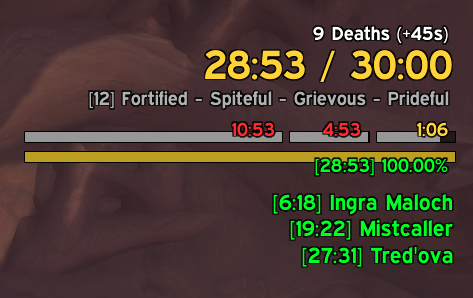 9 Deaths (+45s)
28:53 / 30:00
[12] Fortified - Spiteful - Grievous - Prideful
10:53 4:53 1:06
[28:53] 100.00%
[6:18] Ingra Maloch
[19:22] Mistcaller
[27:31] Tred'ova